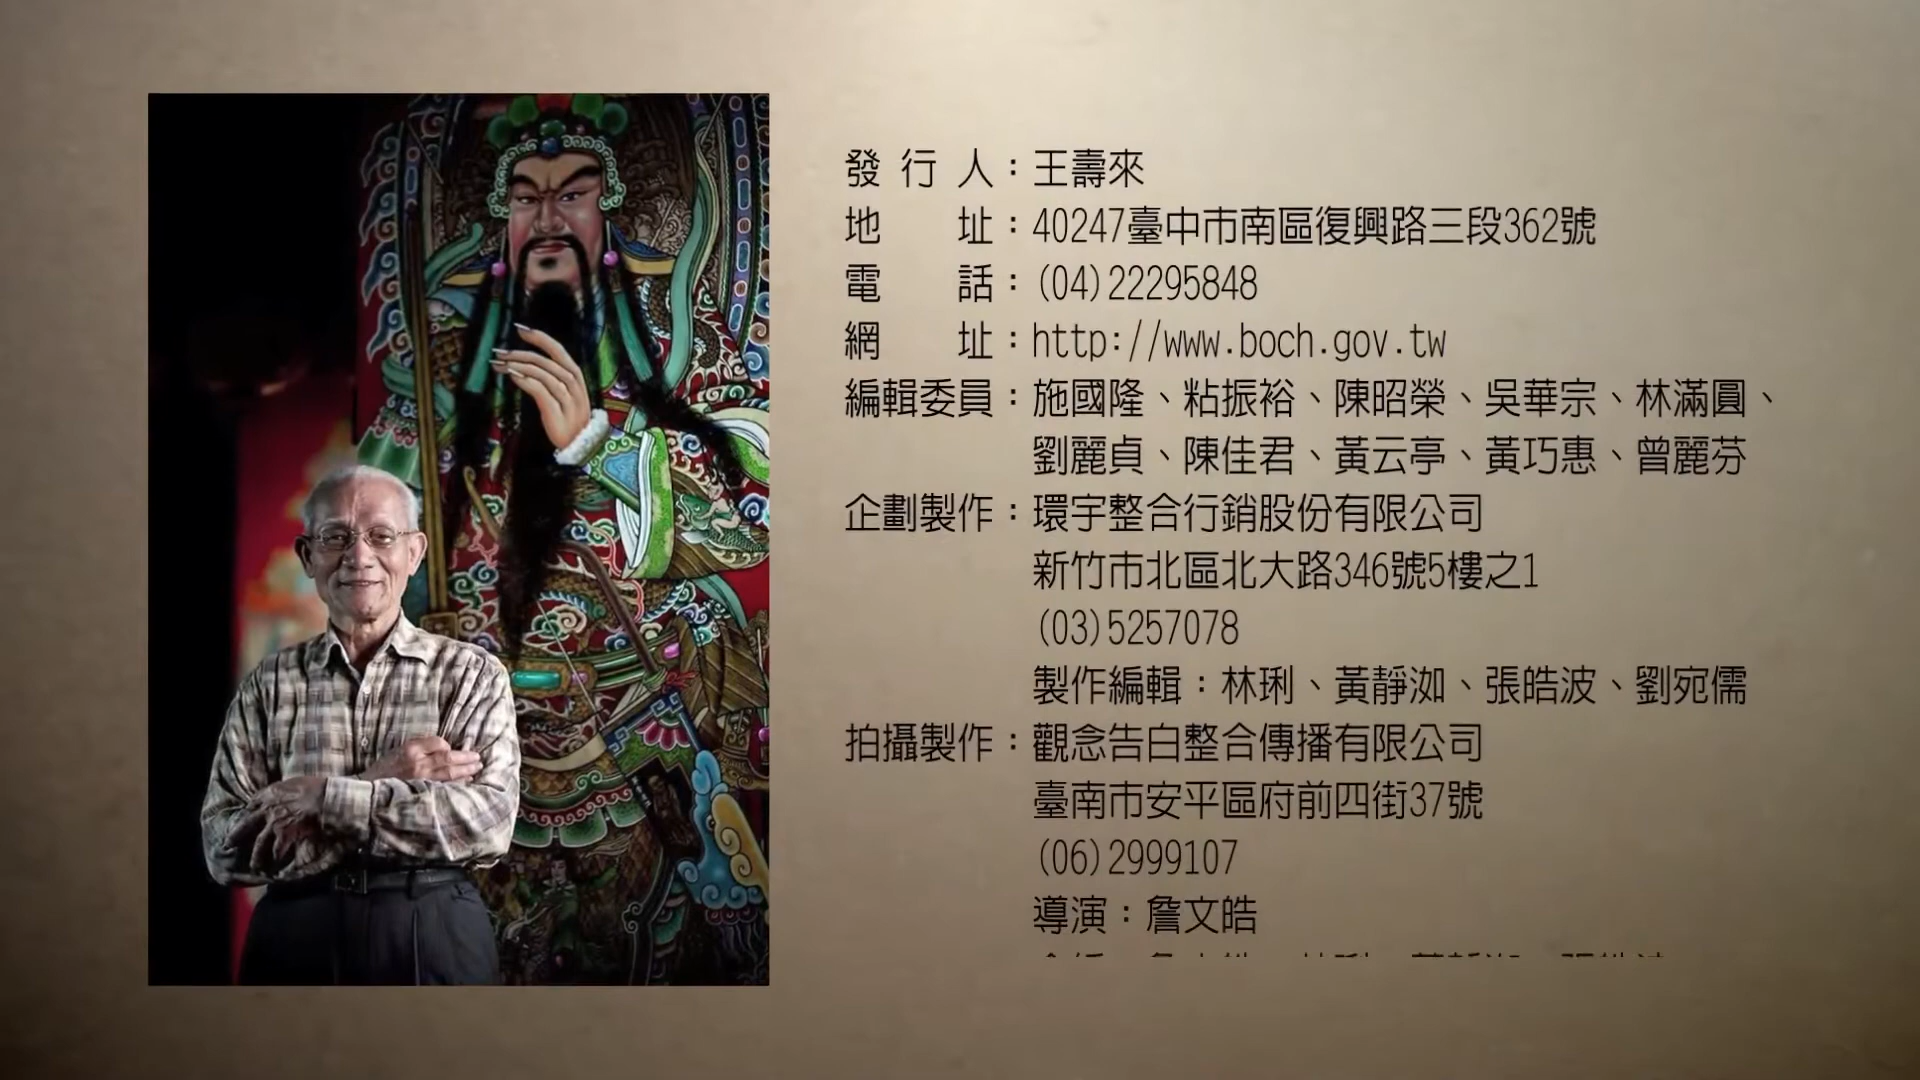 發行人：王壽來
地址：40247臺中市南區復興路三段362號
電話：(04)22295848
網址：http://www.boch.gov.tw
編輯委員：施國隆、粘振裕、陳昭榮、吳華宗、林滿圓、
劉麗貞、陳佳君、黃云亭、黃巧惠、曾麗芬
企劃製作：環宇整合行銷股份有限公司
新竹市北區北大路346號5樓之1
(03)5257078
製作編輯：林琍、黃靜洳、張皓波、劉宛儒
拍攝製作：觀念告白整合傳播有限公司
臺南市安平區府前四街37號
(06)2999107
導演：詹文皓